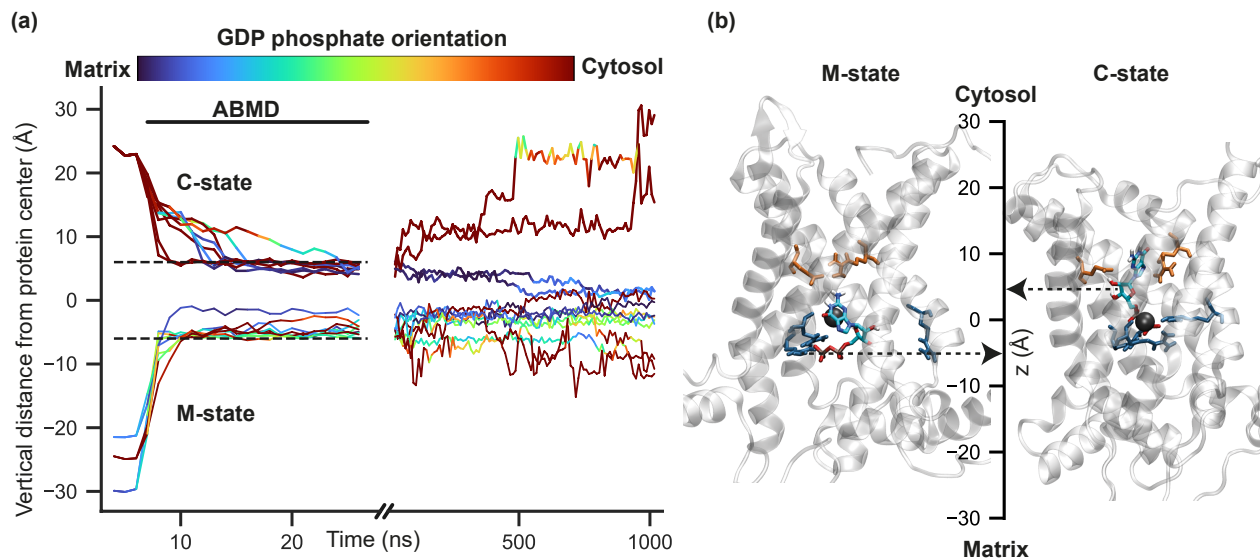 (a)
GDP phosphate orientation
Matrix
Cytosol
ABMD
C-state
M-state
Vertical distance from protein center (Å)
30
20
10
0
−10
−20
−30
10
20
Time (ns)
500
1000
(b)
M-state
C-state
Cytosol
30
20
10
0
−10
−20
−30
z (Å)
Matrix